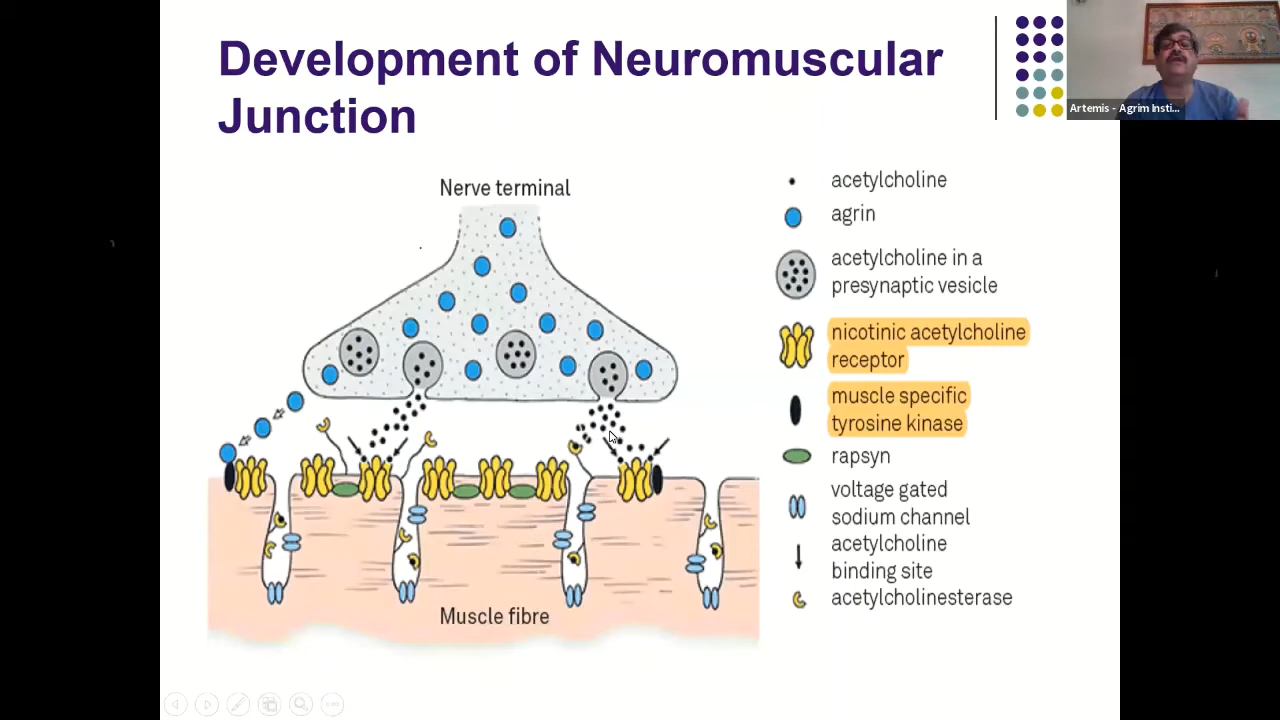 Development of Neuromuscular
Junction
Artemis - Agrim Insti...
Nerve terminal
acetylcholine
agrin
acetylcholine in a
presynaptic vesicle
nicotinic acetylcholine
receptor
muscle specific
tyrosine kinase
rapsyn
voltage gated
sodium channel
acetylcholine
binding site
acetylcholinesterase
Muscle fibre